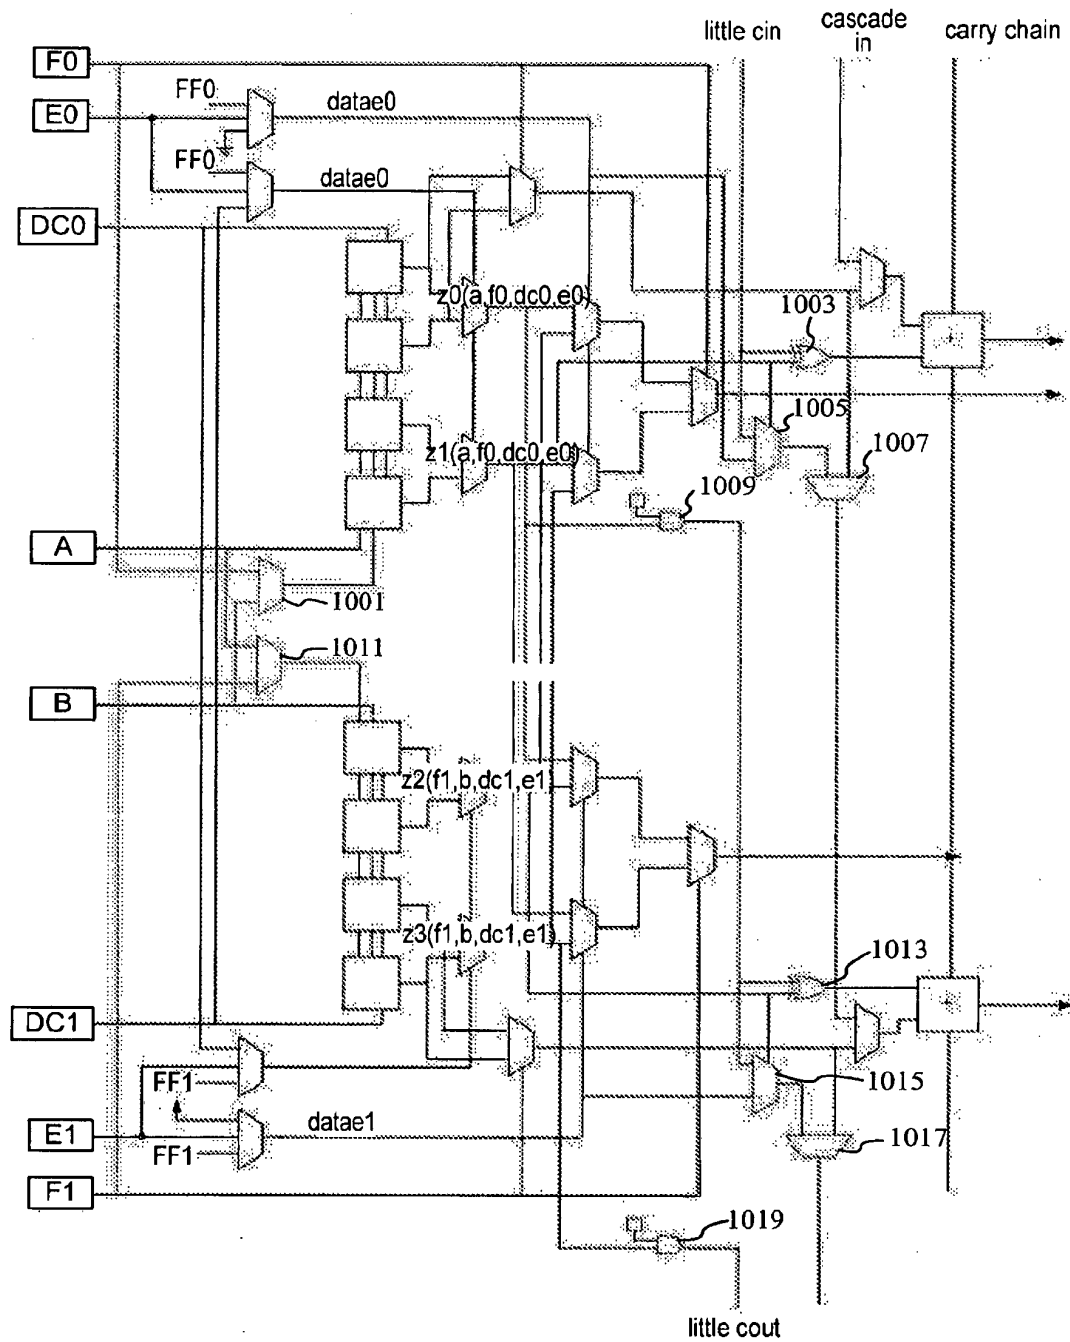 little cin
cascade
in
carry chain
F0
FF0
E0
datae0
FF0
datae0
DC0
z0(a,f0,dc0,e0)
1003
+
1005
z1(a,f0,dc0,e0)
1007
1009
A
1001
1011
B
z2(f1,b,dc1,e1)
z3(f1,b,dc1,e1)
1013
+
DC1
FF1
1015
E1
datae1
FF1
1017
F1
1019
little cout